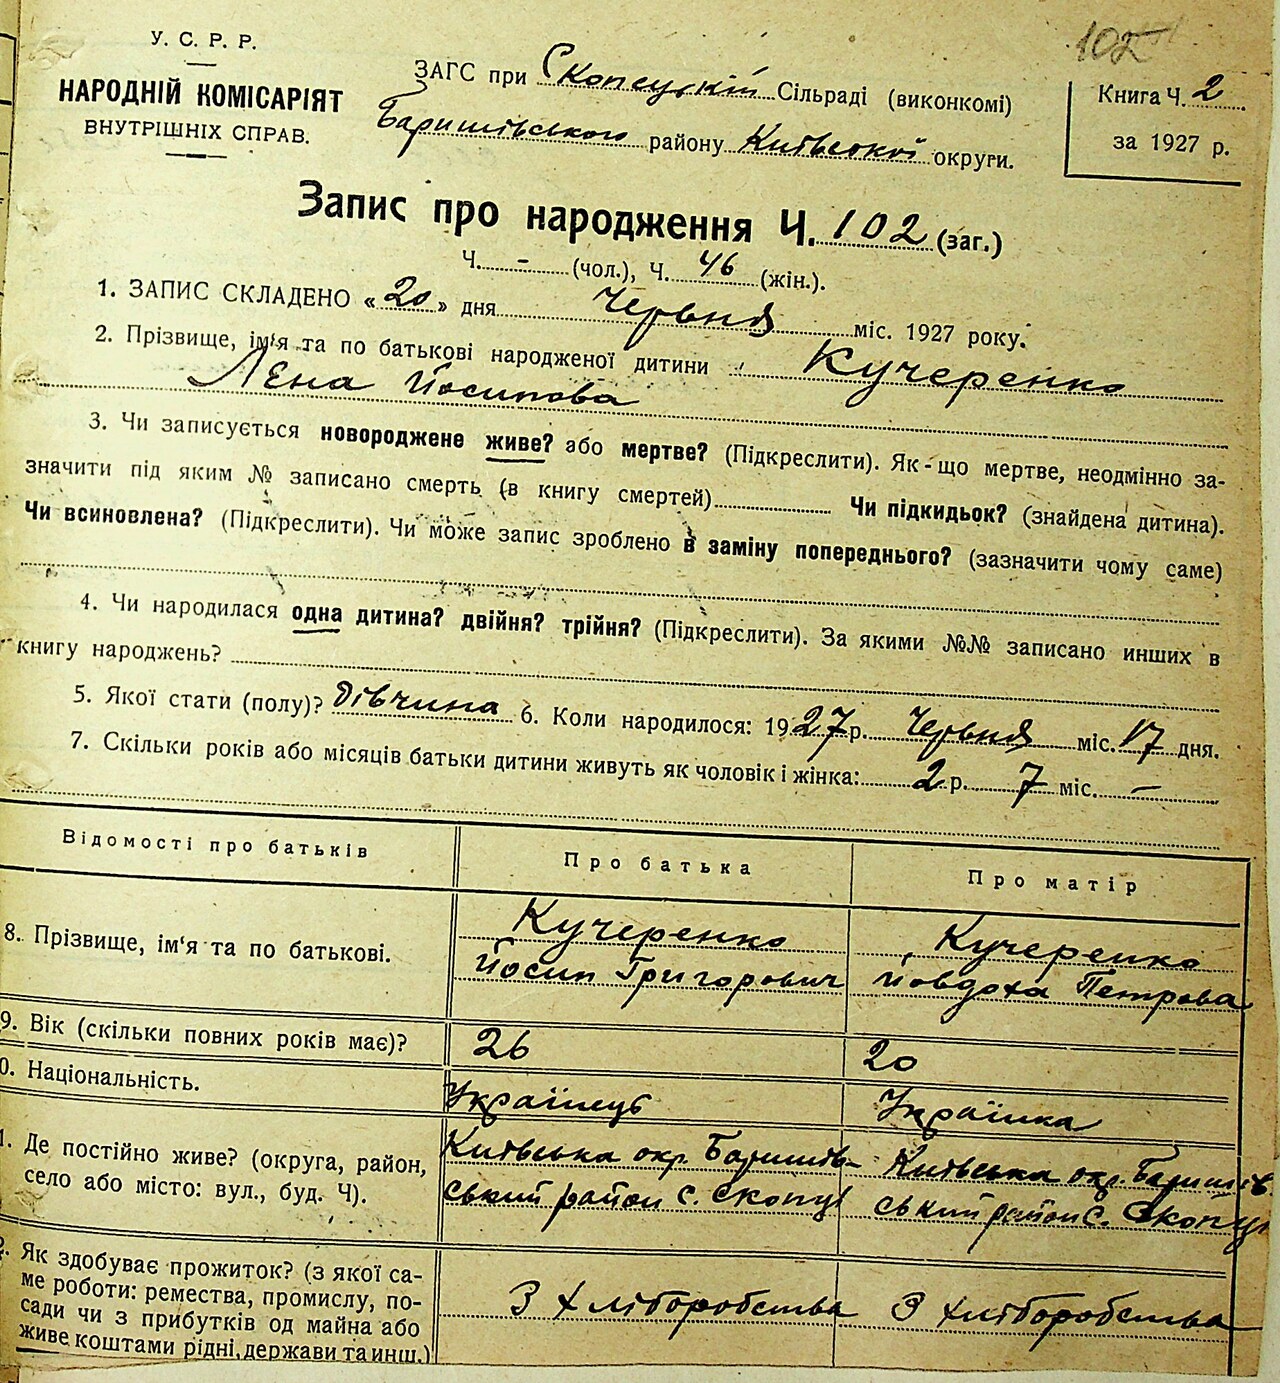 102
У. С. Р. Р.
НАРОДНІЙ КОМІСАРІЯТ
ВНУТРІШНІХ СПРАВ.
ЗАГС при Скопецькій Сільраді (виконкомі)
Баришівського району Київської округи.
Книга Ч. 2
за 1927 р.
Запис про народження Ч. 102 (заг.)
Ч. - (чол.), Ч. 46 (жін.).
1. ЗАПИС СКЛАДЕНО «20» дня Червня міс. 1927 року.
2. Прізвище, ім'я та по батькові народженої дитини Кучеренко
Лєна Йосипова
3. Чи записується новороджене живе? або мертве? (Підкреслити). Як-що мертве, неодмінно за-
значити під яким № записано смерть (в книгу смертей) Чи підкидьок? (знайдена дитина).
Чи всиновлена? (Підкреслити). Чи може запис зроблено в заміну попереднього? (зазначити чому саме)
4. Чи народилася одна дитина? двійня? трійня? (Підкреслити). За якими №№ записано инших в
книгу народжень?
5. Якої стати (полу)? дівчина 6. Коли народилося: 1927 р. Червня міс. 17 дня.
7. Скільки років або місяців батьки дитини живуть як чоловік і жінка: 2 р. 7 міс. —
Відомості про батьків Про батька Про матір
8. Прізвище, ім'я та по батькові. Кучеренко Йосип Григорович Кучеренко Йовдоха Петрова
9. Вік (скільки повних років має)? 26 20
0. Національність. Українець Українка
1. Де постійно живе? (округа, район, Київська окр. Баришів- Київська окр. Баришів
село або місто: вул., буд. Ч). ський район с. Скопці ський район с. Скопці
2. Як здобуває прожиток? (з якої са-
ме роботи: ремества, промислу, по- З хліборобства З хліборобства
сади чи з прибутків од майна або
живе коштами рідні, держави та инш.)